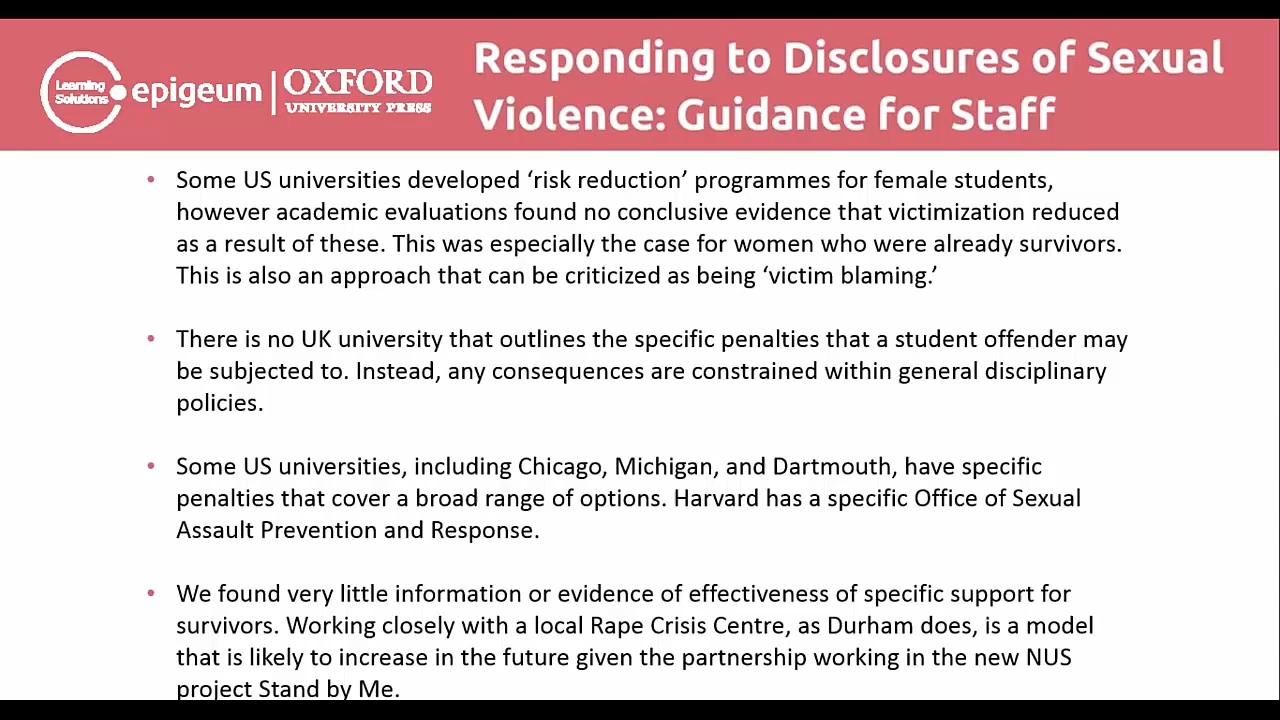 Learning
Solutions
epigeum
OXFORD
UNIVERSITY PRESS
Responding to Disclosures of Sexual
Violence: Guidance for Staff
• Some US universities developed ‘risk reduction’ programmes for female students,
however academic evaluations found no conclusive evidence that victimization reduced
as a result of these. This was especially the case for women who were already survivors.
This is also an approach that can be criticized as being ‘victim blaming.’
• There is no UK university that outlines the specific penalties that a student offender may
be subjected to. Instead, any consequences are constrained within general disciplinary
policies.
• Some US universities, including Chicago, Michigan, and Dartmouth, have specific
penalties that cover a broad range of options. Harvard has a specific Office of Sexual
Assault Prevention and Response.
• We found very little information or evidence of effectiveness of specific support for
survivors. Working closely with a local Rape Crisis Centre, as Durham does, is a model
that is likely to increase in the future given the partnership working in the new NUS
project Stand by Me.